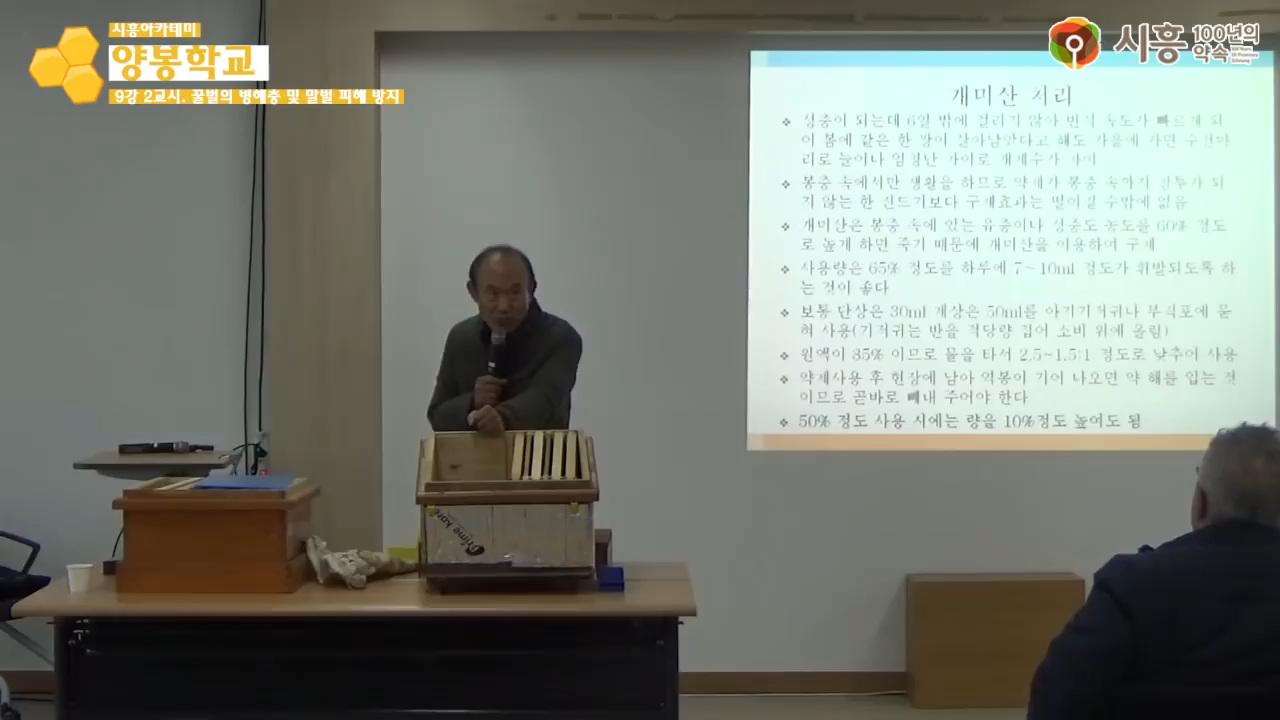 시흥아카데미
양봉학교
9강 2교시. 꿀벌의 병해충 및 말벌 피해 방지
시흥
100년의
약속
개미산 처리
성충이 되는데 6일 밖에 걸리지 않아 번식 속도가 빠르게 되
이 봄에 같은 한 쌍이 살아남았다고 해도 가을에 가면 수천마
리로 늘어나 엄청난 차이로 개체수가 차이
봉충 속에서만 생활을 하므로 약제가 봉충 속까지 침투가 되
지 않는 한 진드기보다 구제효과는 떨어질 수밖에 없음
개미산은 봉충 속에 있는 유충이나 성충도 농도를 60% 정도
로 높게 하면 죽기 때문에 개미산을 이용하여 구제
사용량은 65% 정도를 하루에 7~10ml 정도가 휘발되도록 하
는 것이 좋다
보통 단상은 30ml 계상은 50ml를 아기기저귀나 부직포에 묻
혀 사용(기저귀는 반을 적당량 접어 소비 위에 올림)
원액이 85% 이므로 물을 타서 2.5~1.5:1 정도로 낮추어 사용
약제사용 후 현장에 남아 역봉이 기어 나오면 약 해를 입는 것
이므로 곧바로 빼내 주어야 한다
50% 정도 사용 시에는 량을 10%정도 높여도 됨
Prime kore